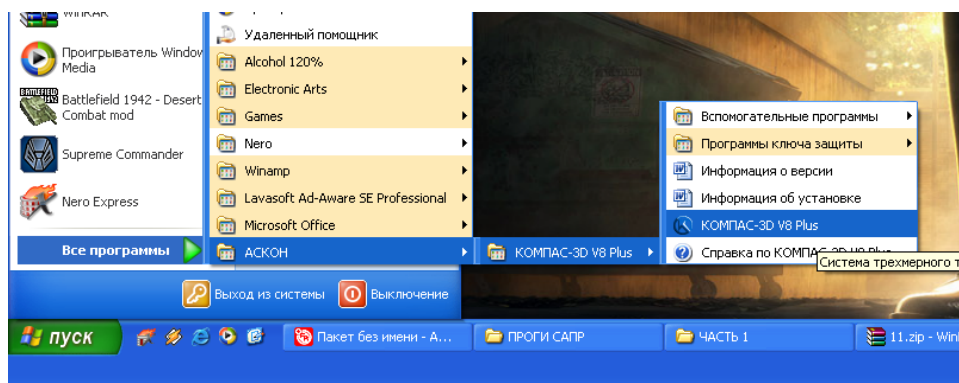 WinRAR
Проигрыватель Window
Media
Battlefield 1942 - Desert
Combat mod
Supreme Commander
Nero Express
Все программы
Удаленный помощник
Alcohol 120%
Electronic Arts
Games
Nero
Winamp
Lavasoft Ad-Aware SE Professional
Microsoft Office
АСКОН
КОМПАС-3D V8 Plus
Вспомогательные программы
Программы ключа защиты
Информация о версии
Информация об установке
КОМПАС-3D V8 Plus
Справка по КОМПАС-3D V8 Plus
Система трехмерного т
Выход из системы
Выключение
пуск
Пакет без имени - A...
ПРОГИ САПР
ЧАСТЬ 1
11.zip - Win